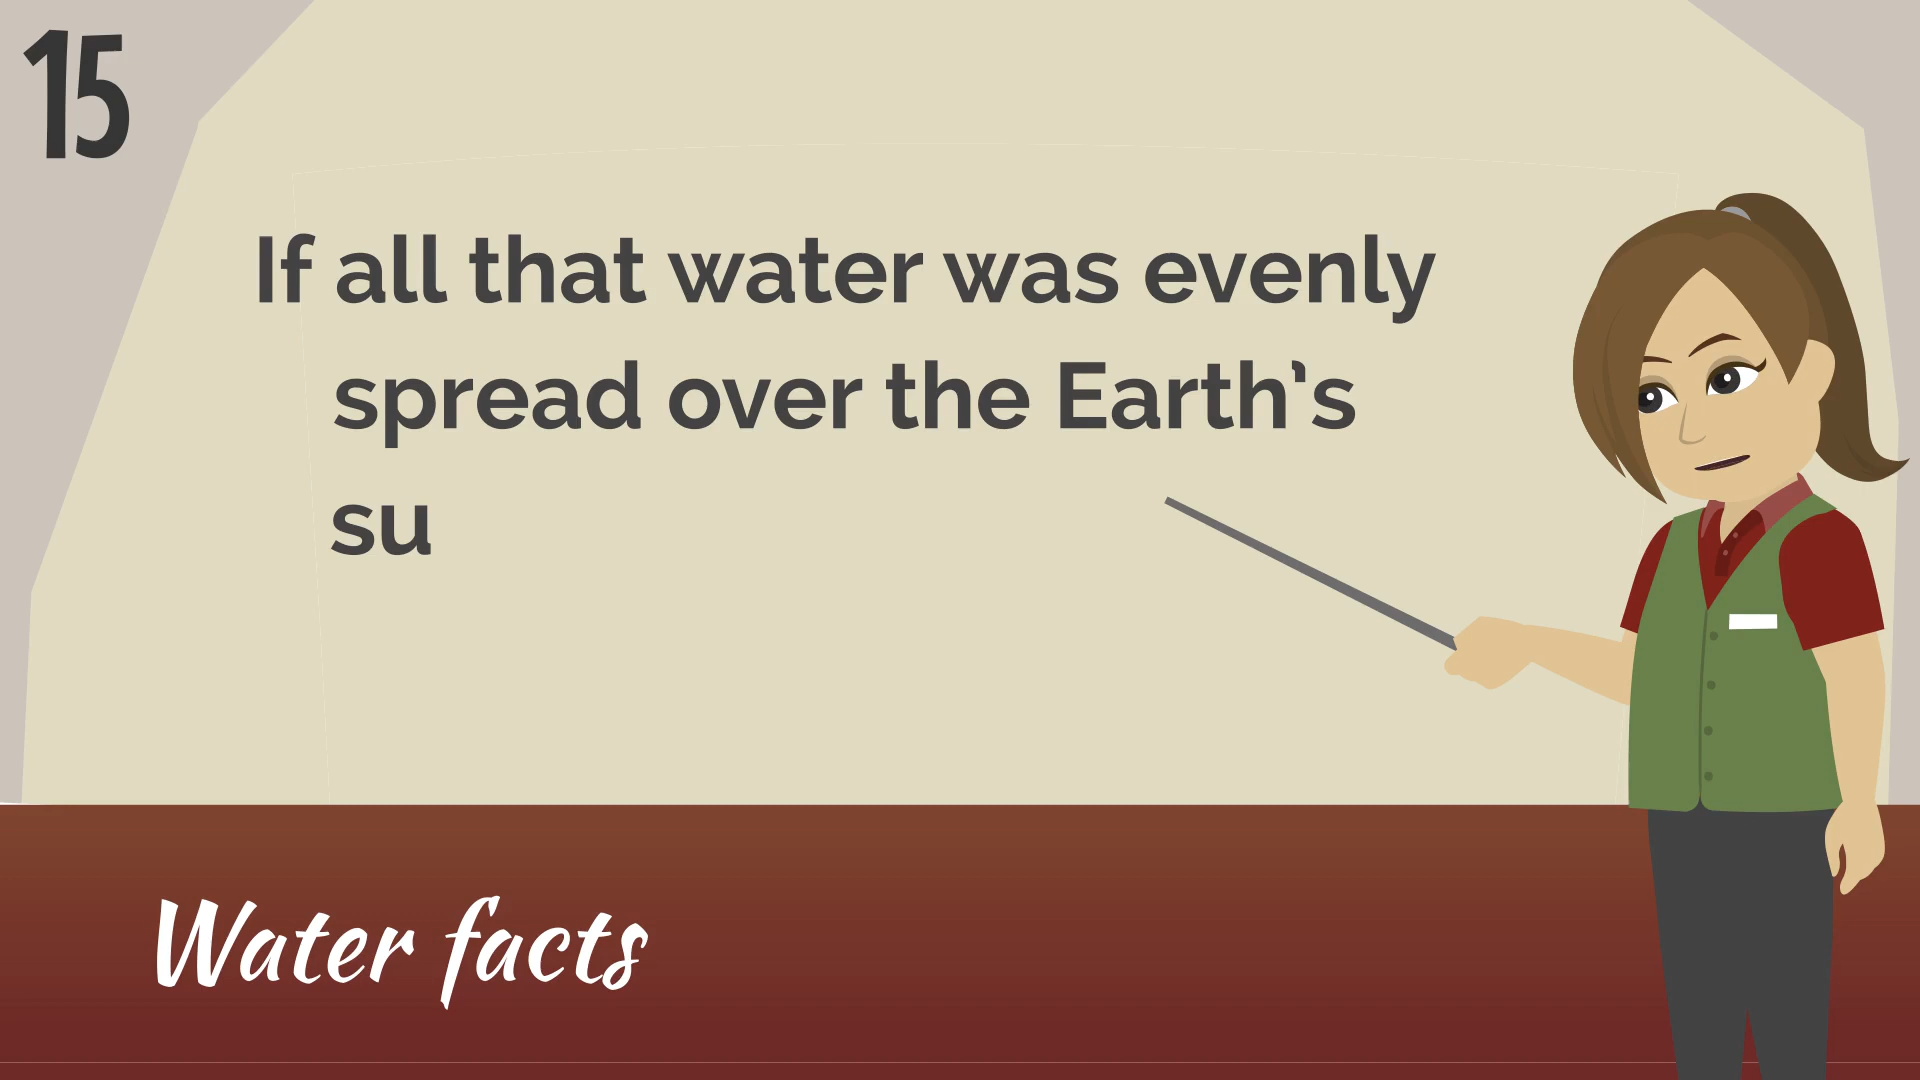 15
If all that water was evenly
spread over the Earth's
su
Water facts